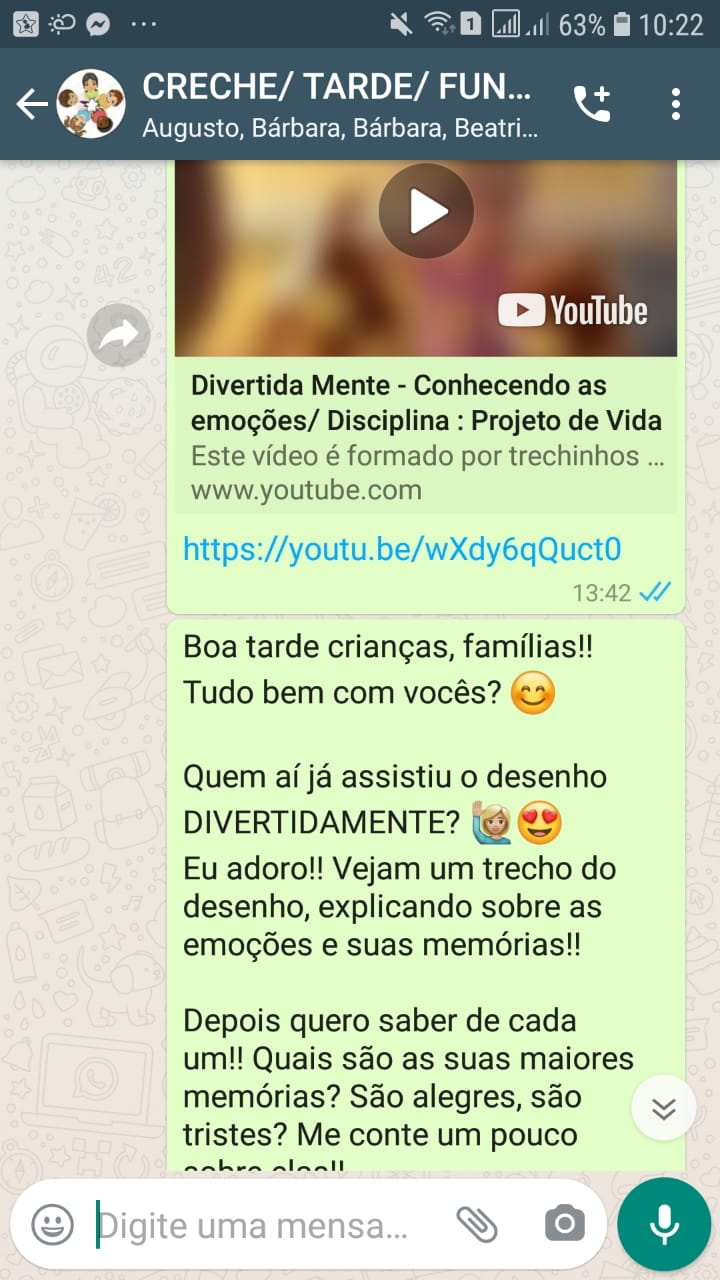 1 63% 10:22
CRECHE/ TARDE/ FUN...
Augusto, Bárbara, Bárbara, Beatri...
YouTube
Divertida Mente - Conhecendo as
emoções/ Disciplina : Projeto de Vida
Este vídeo é formado por trechinhos ...
www.youtube.com
https://youtu.be/wXdy6qQuct0
13:42
Boa tarde crianças, famílias!!
Tudo bem com vocês? 😊
Quem aí já assistiu o desenho
DIVERTIDAMENTE? 🙋🏼‍♀️😍
Eu adoro!! Vejam um trecho do
desenho, explicando sobre as
emoções e suas memórias!!
Depois quero saber de cada
um!! Quais são as suas maiores
memórias? São alegres, são
tristes? Me conte um pouco
sobre elas!!
Digite uma mensa...